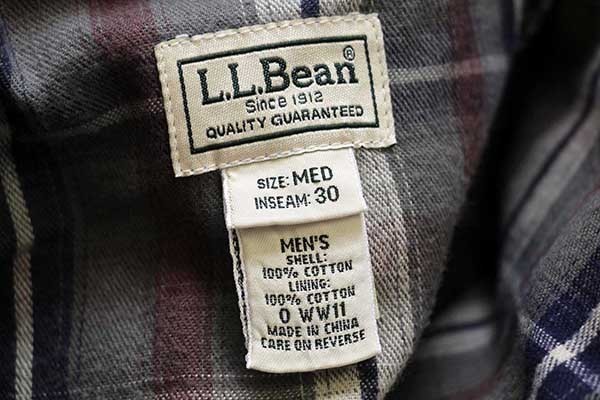 L.L.Bean®
Since 1912
QUALITY GUARANTEED
SIZE: MED
INSEAM: 30
MEN'S
SHELL:
100% COTTON
LINING:
100% COTTON
0 WW11
MADE IN CHINA
CARE ON REVERSE